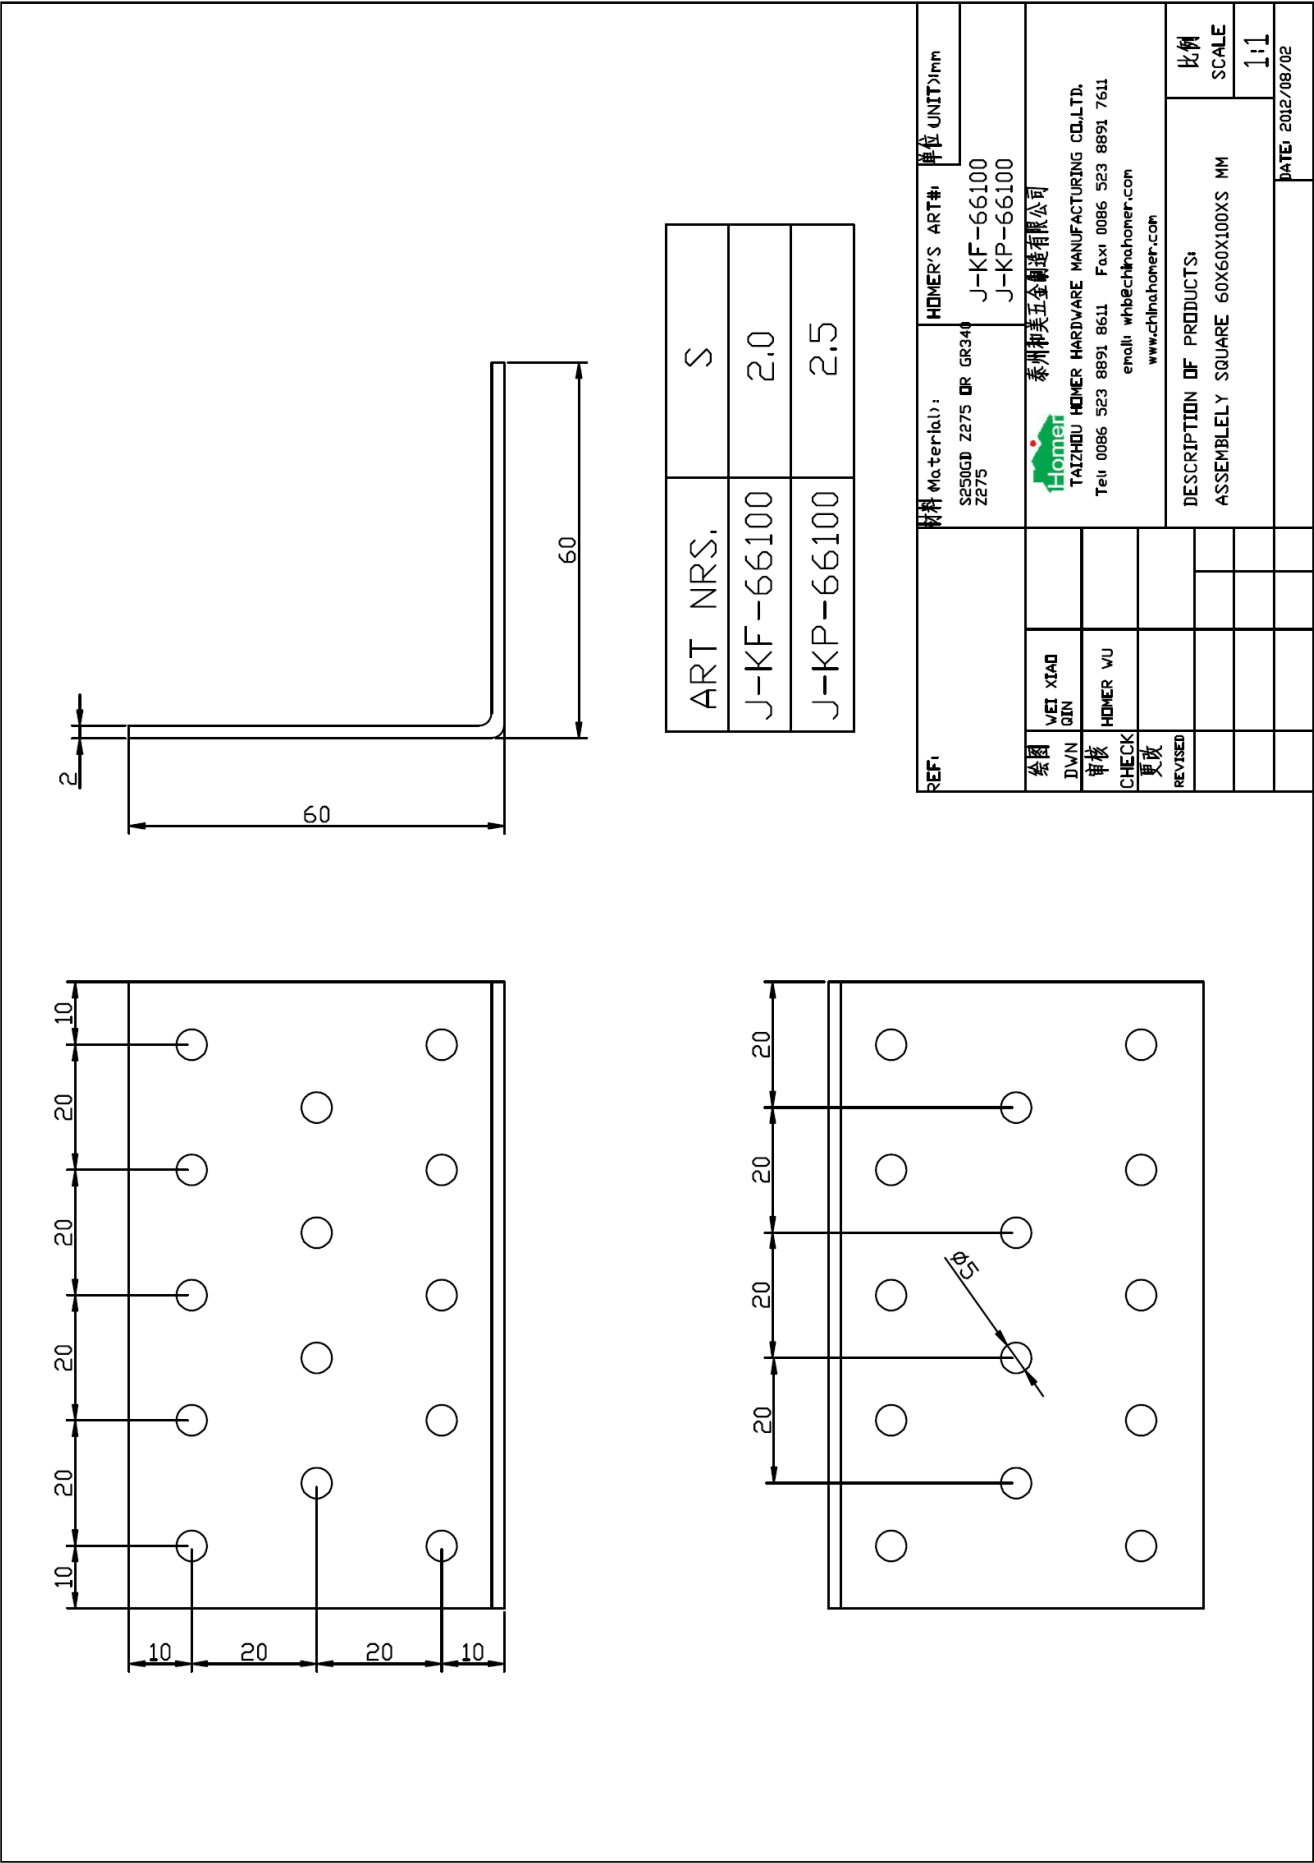 2
60
60
10
20
20
20
20
10
10
20
20
10
20
20
20
20
ø5
ART NRS. S
J-KF-66100 2.0
J-KP-66100 2.5
REF:
材料(Material):
S250GD Z275 OR GR340
Z275
HOMER'S ART#:
J-KF-66100
J-KP-66100
单位(UNIT):mm
泰州和美五金制造有限公司
Homer
TAIZHOU HOMER HARDWARE MANUFACTURING CO.,LTD.
Tel: 0086 523 8891 8611 Fax: 0086 523 8891 7611
email: whb@chinahomer.com
www.chinahomer.com
绘图
DWN
WEI XIAO
QIN
审核
CHECK
HOMER WU
更改
REVISED
DESCRIPTION OF PRODUCTS:
ASSEMBLELY SQUARE 60X60X100XS MM
比例
SCALE
1:1
DATE: 2012/08/02